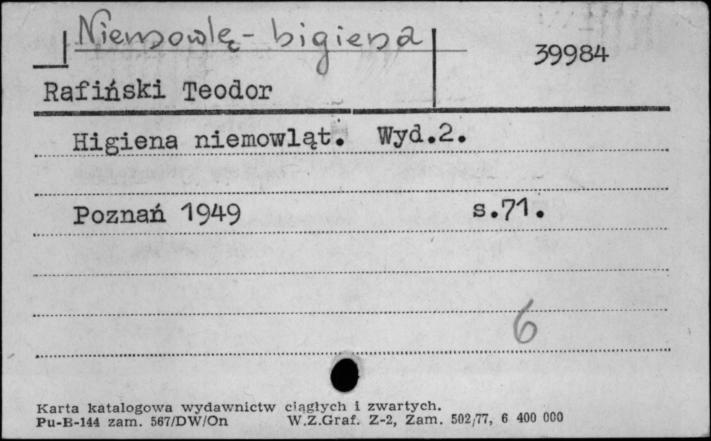 Niemowlę - higiena
39984
Rafiński Teodor
Higiena niemowląt. Wyd.2.
Poznań 1949 s.71.
6
Karta katalogowa wydawnictw ciągłych i zwartych.
Pu-B-144 zam. 567/DW/On W.Z.Graf. Z-2, Zam. 502/77, 6 400 000